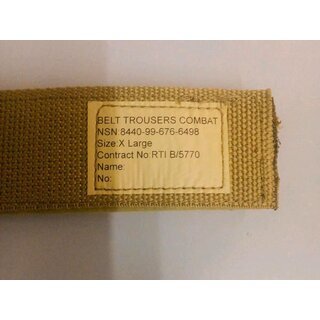 BELT TROUSERS COMBAT
NSN 8440-99-676-6498
Size X Large
Contract No RTI B/5770
Name:
No: